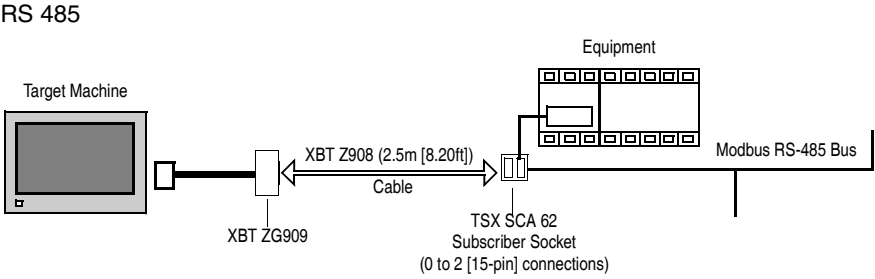 RS 485
Equipment
Target Machine
XBT Z908 (2.5m [8.20ft])
Cable
Modbus RS-485 Bus
XBT ZG909
TSX SCA 62
Subscriber Socket
(0 to 2 [15-pin] connections)